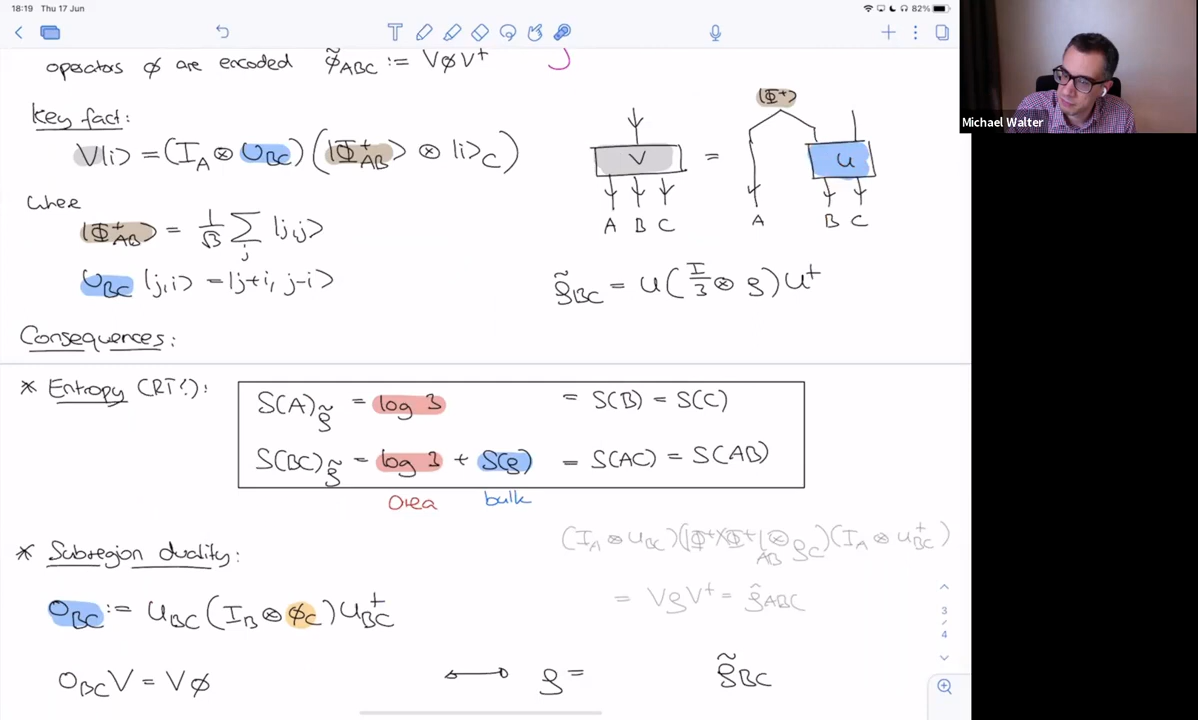 18:19 Thu 17 Jun
82%
operators ϕ are encoded ϕ̃_ABC := VϕV†
Key fact:
V|i⟩ = (I_A ⊗ U_BC)(|Φ⁺_AB⟩ ⊗ |i⟩_C)
where
|Φ⁺_AB⟩ = 1/√3 ∑_j |j,j⟩
U_BC |j,i⟩ = |j+i, j-i⟩
|Φ⁺⟩
V = U
A B C A B C
ρ̃_BC = U(I/3 ⊗ ρ)U†
Michael Walter
Consequences:
* Entropy (RT!):
S(A)_ρ̃ = log 3 = S(B) = S(C)
S(BC)_ρ̃ = log 3 + S(ρ) = S(AC) = S(AB)
area bulk
* Subregion duality:
(I_A ⊗ U_BC)(|Φ⁺⟩⟨Φ⁺|_AB ⊗ ρ_C)(I_A ⊗ U†_BC)
= VρV† = ρ̃_ABC
O_BC := U_BC (I_B ⊗ ϕ_C) U†_BC
O_BC V = Vϕ ⟷ ρ = ρ̃_BC
3
/
4